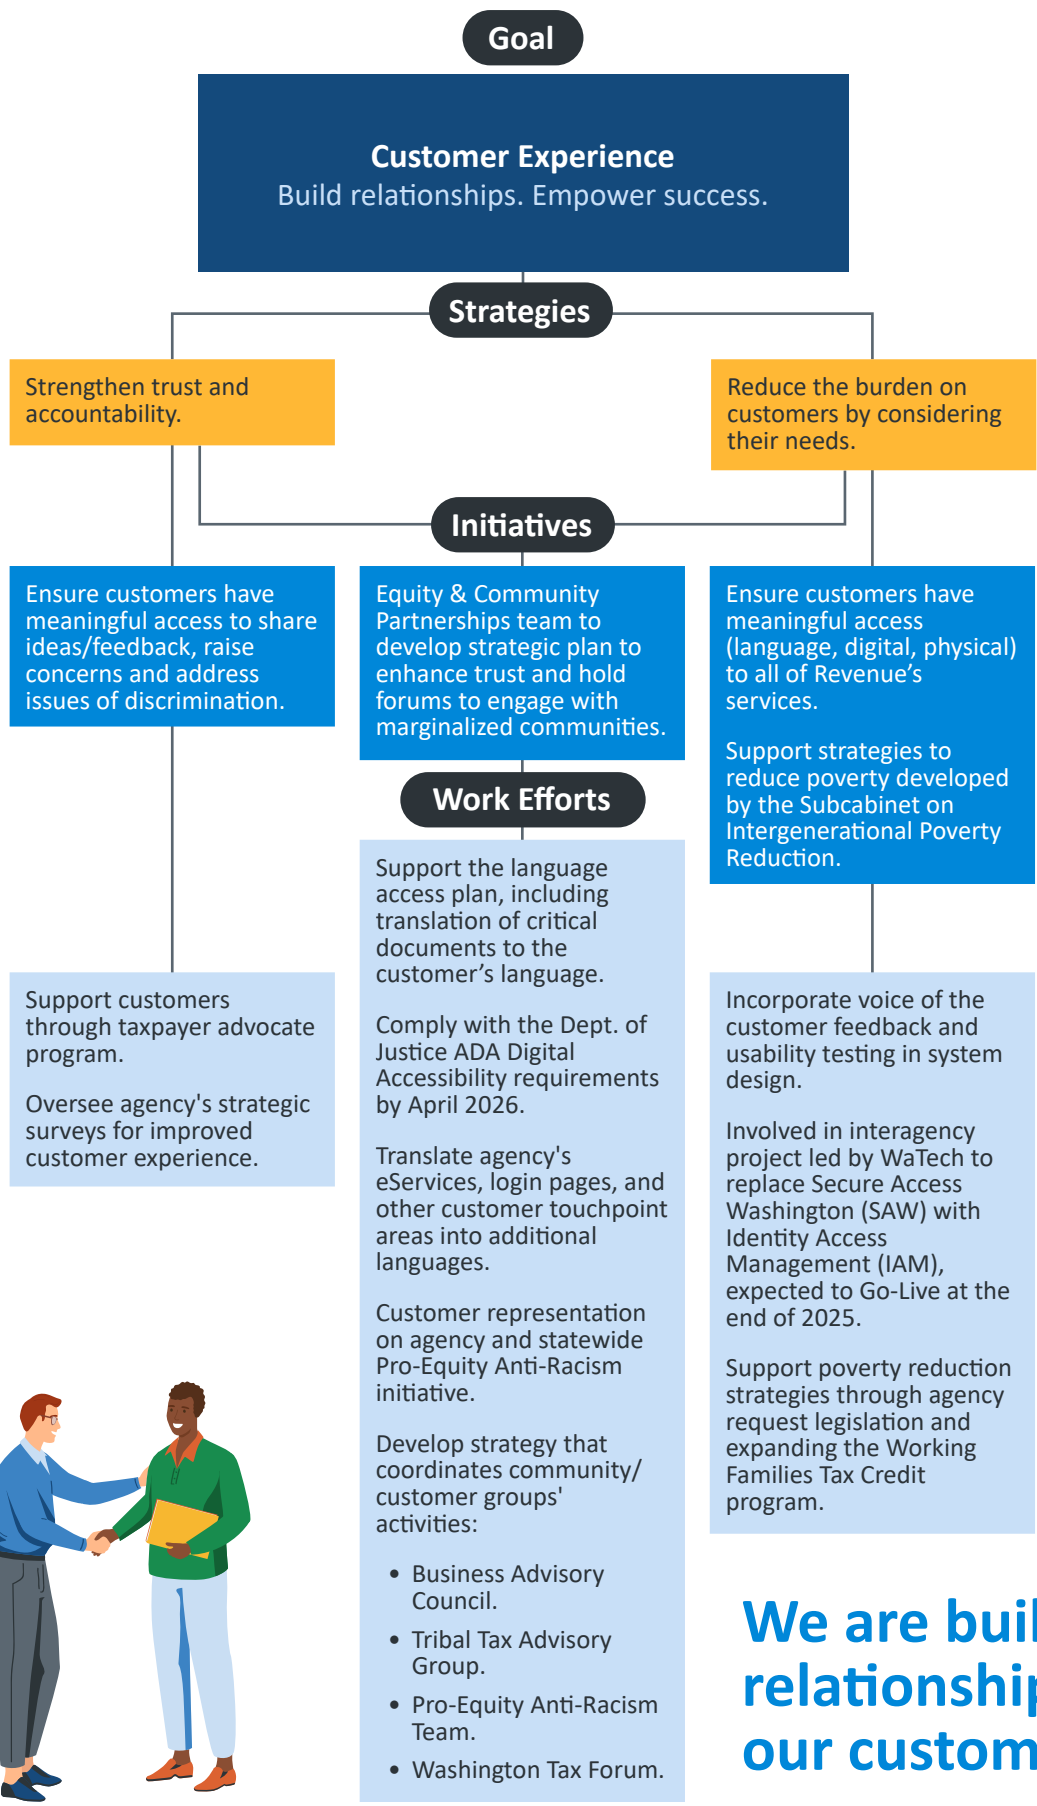 Goal
Customer Experience
Build relationships. Empower success.
Strategies
Strengthen trust and
accountability.
Reduce the burden on
customers by considering
their needs.
Initiatives
Ensure customers have
meaningful access to share
ideas/feedback, raise
concerns and address
issues of discrimination.
Equity & Community
Partnerships team to
develop strategic plan to
enhance trust and hold
forums to engage with
marginalized communities.
Ensure customers have
meaningful access
(language, digital, physical)
to all of Revenue's
services.
Support strategies to
reduce poverty developed
by the Subcabinet on
Intergenerational Poverty
Reduction.
Work Efforts
Support customers
through taxpayer advocate
program.
Oversee agency's strategic
surveys for improved
customer experience.
Support the language
access plan, including
translation of critical
documents to the
customer's language.
Comply with the Dept. of
Justice ADA Digital
Accessibility requirements
by April 2026.
Translate agency's
eServices, login pages, and
other customer touchpoint
areas into additional
languages.
Customer representation
on agency and statewide
Pro-Equity Anti-Racism
initiative.
Develop strategy that
coordinates community/
customer groups'
activities:
• Business Advisory
Council.
• Tribal Tax Advisory
Group.
• Pro-Equity Anti-Racism
Team.
• Washington Tax Forum.
Incorporate voice of the
customer feedback and
usability testing in system
design.
Involved in interagency
project led by WaTech to
replace Secure Access
Washington (SAW) with
Identity Access
Management (IAM),
expected to Go-Live at the
end of 2025.
Support poverty reduction
strategies through agency
request legislation and
expanding the Working
Families Tax Credit
program.
We are
our